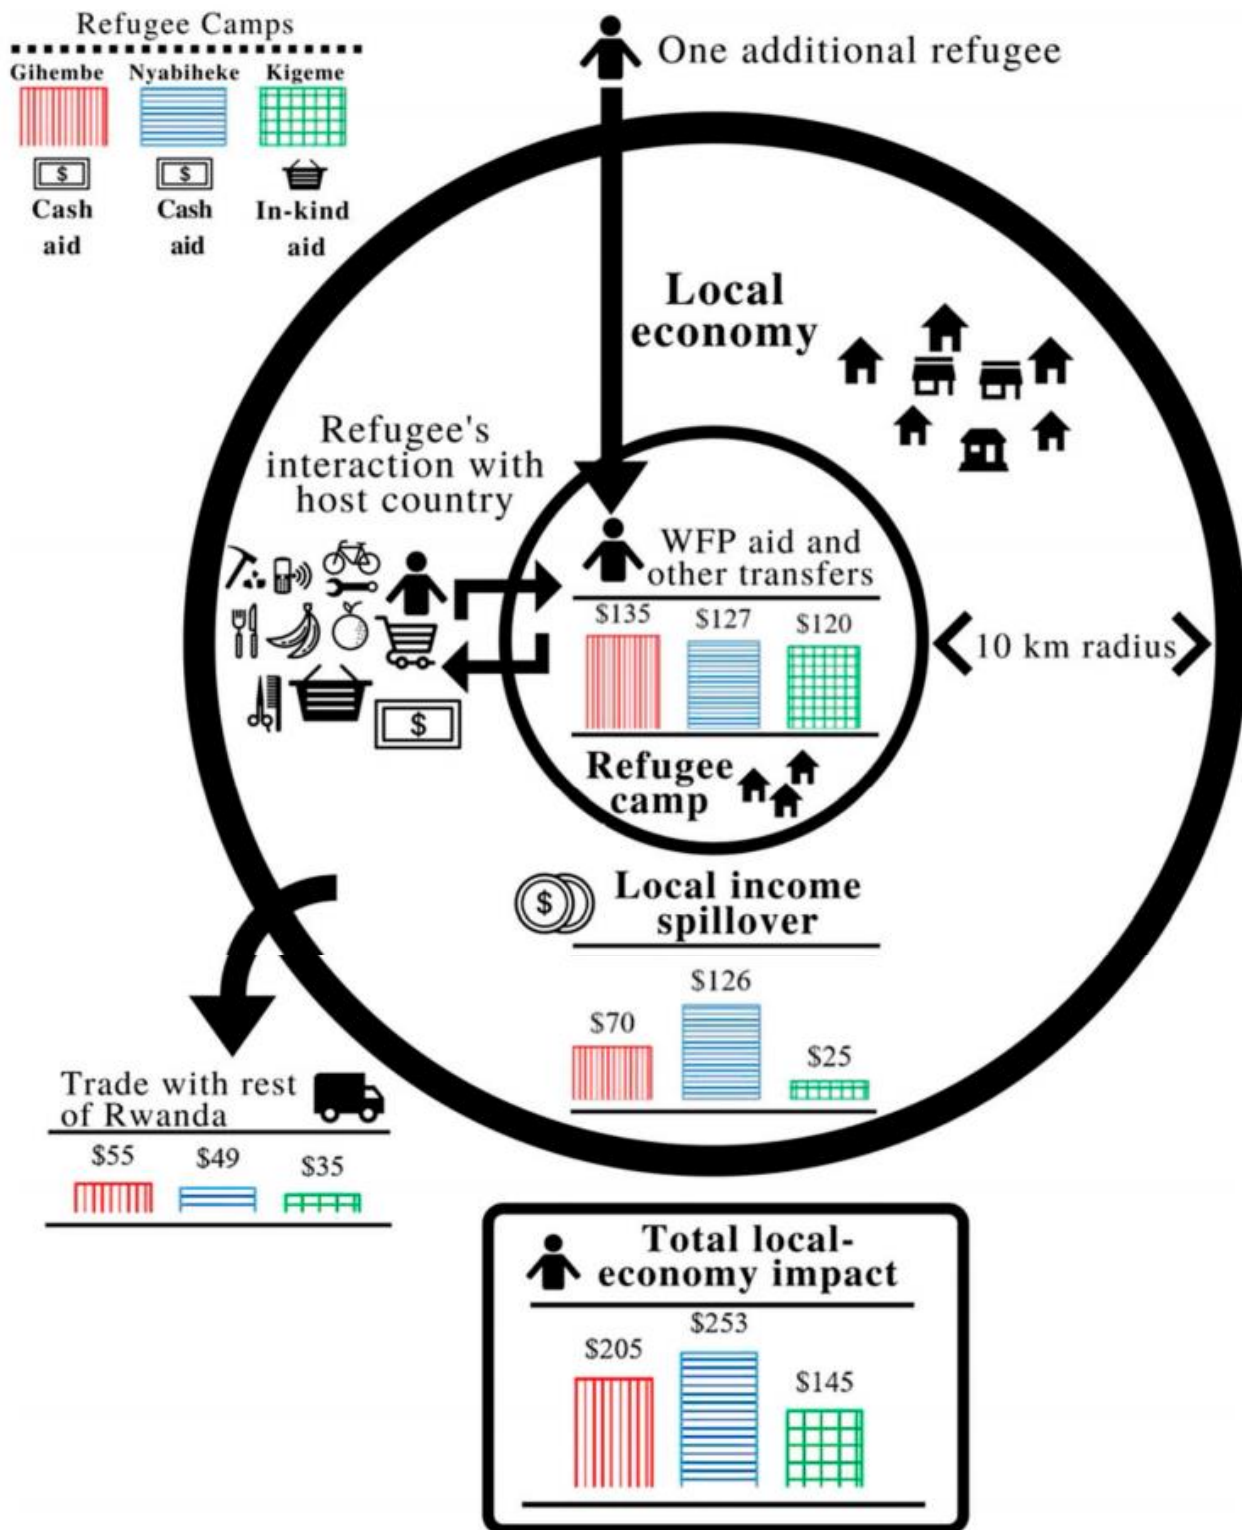 Refugee Camps
Gihembe Nyabiheke Kigeme
$ $
Cash Cash In-kind
aid aid aid
One additional refugee
Local
economy
Refugee's
interaction with
host country
$
WFP aid and
other transfers
$135 $127 $120
Refugee
camp
10 km radius
$ Local income
spillover
$70 $126 $25
Trade with rest
of Rwanda
$55 $49 $35
Total local-
economy impact
$205 $253 $145